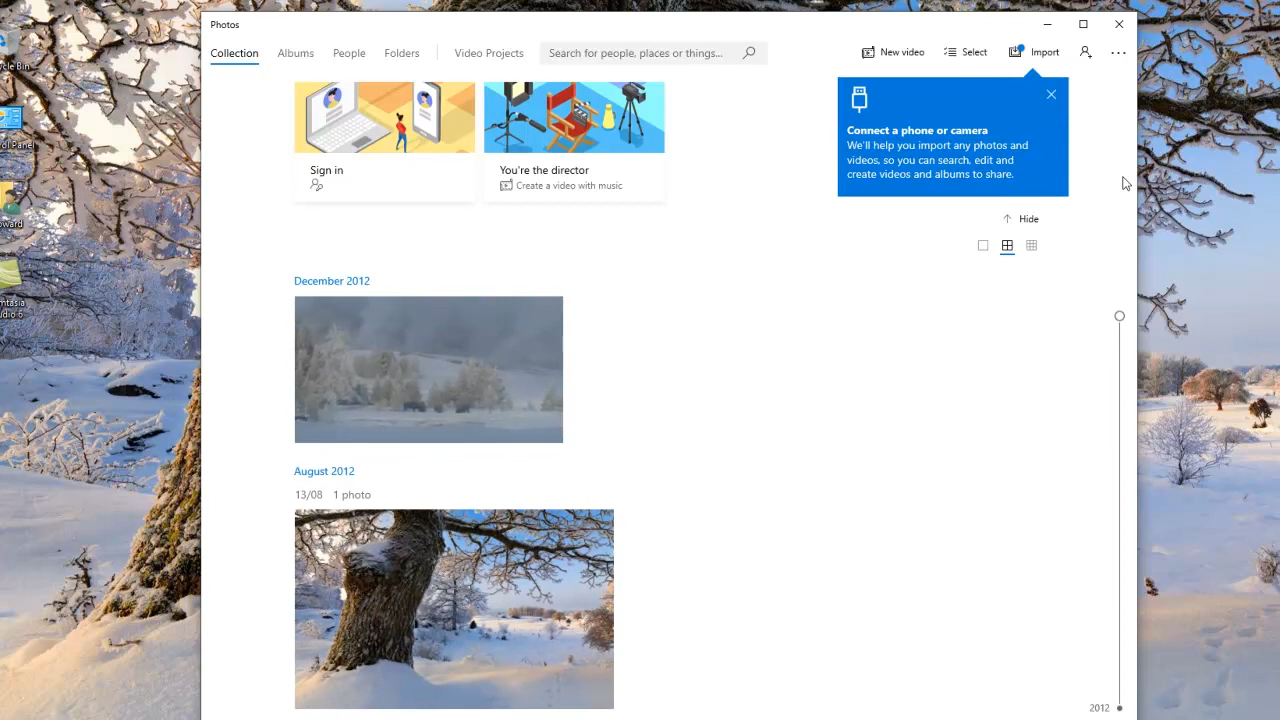 Photos
Collection
Albums
People
Folders
Video Projects
Search for people, places or things...
New video
Select
Import
Connect a phone or camera
We'll help you import any photos and
videos, so you can search, edit and
create videos and albums to share.
Sign in
You're the director
Create a video with music
Hide
December 2012
August 2012
13/08 1 photo
2012
ycle Bin
rol Panel
oward
mtasia
udio 6